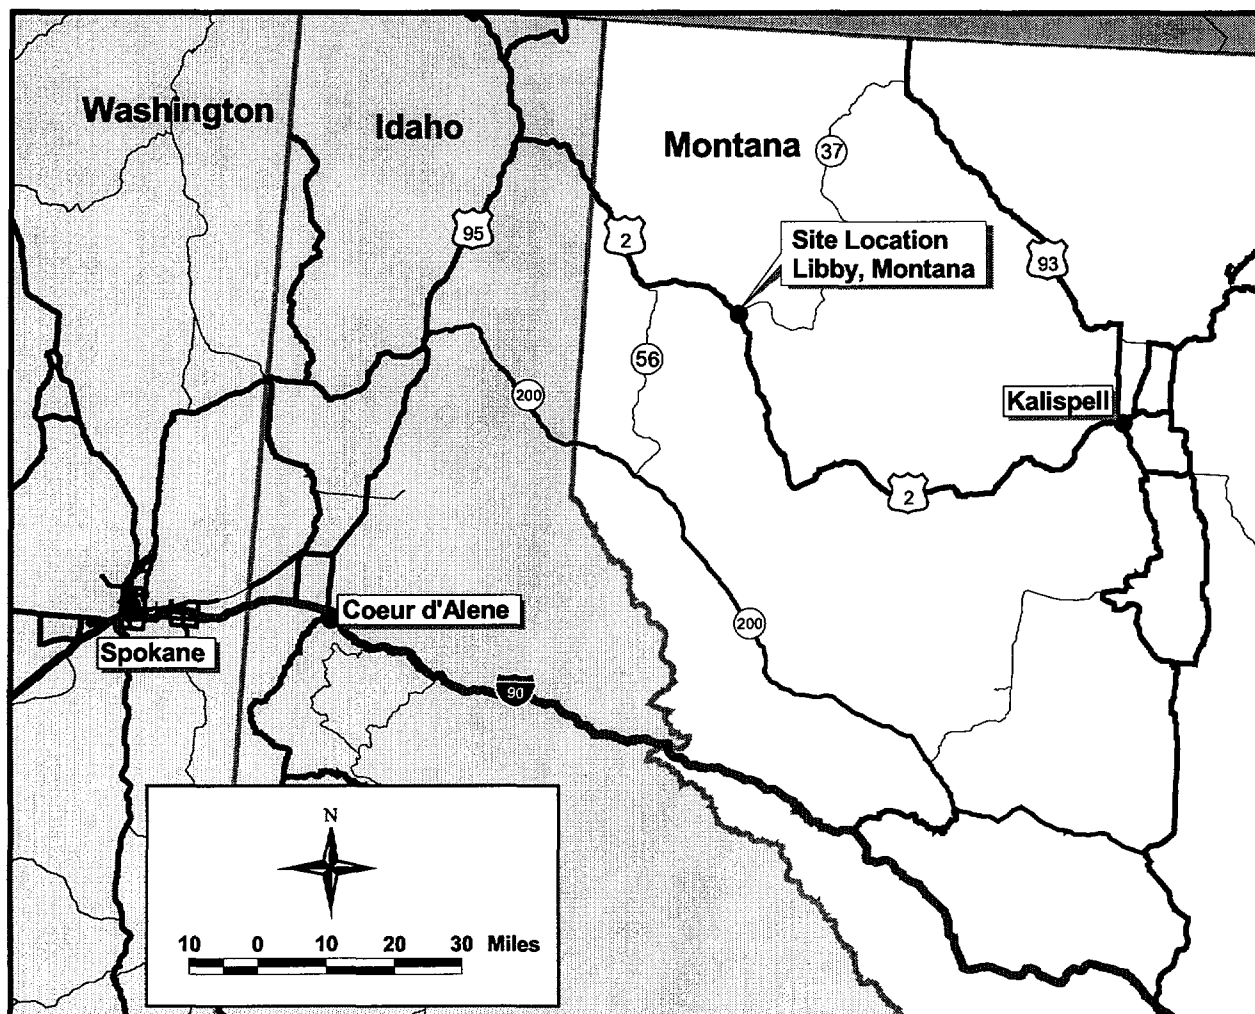 Washington
Idaho
Montana
37
95
2
Site Location
Libby, Montana
93
56
200
Kalispell
2
Coeur d'Alene
200
Spokane
90
N
10 0 10 20 30 Miles